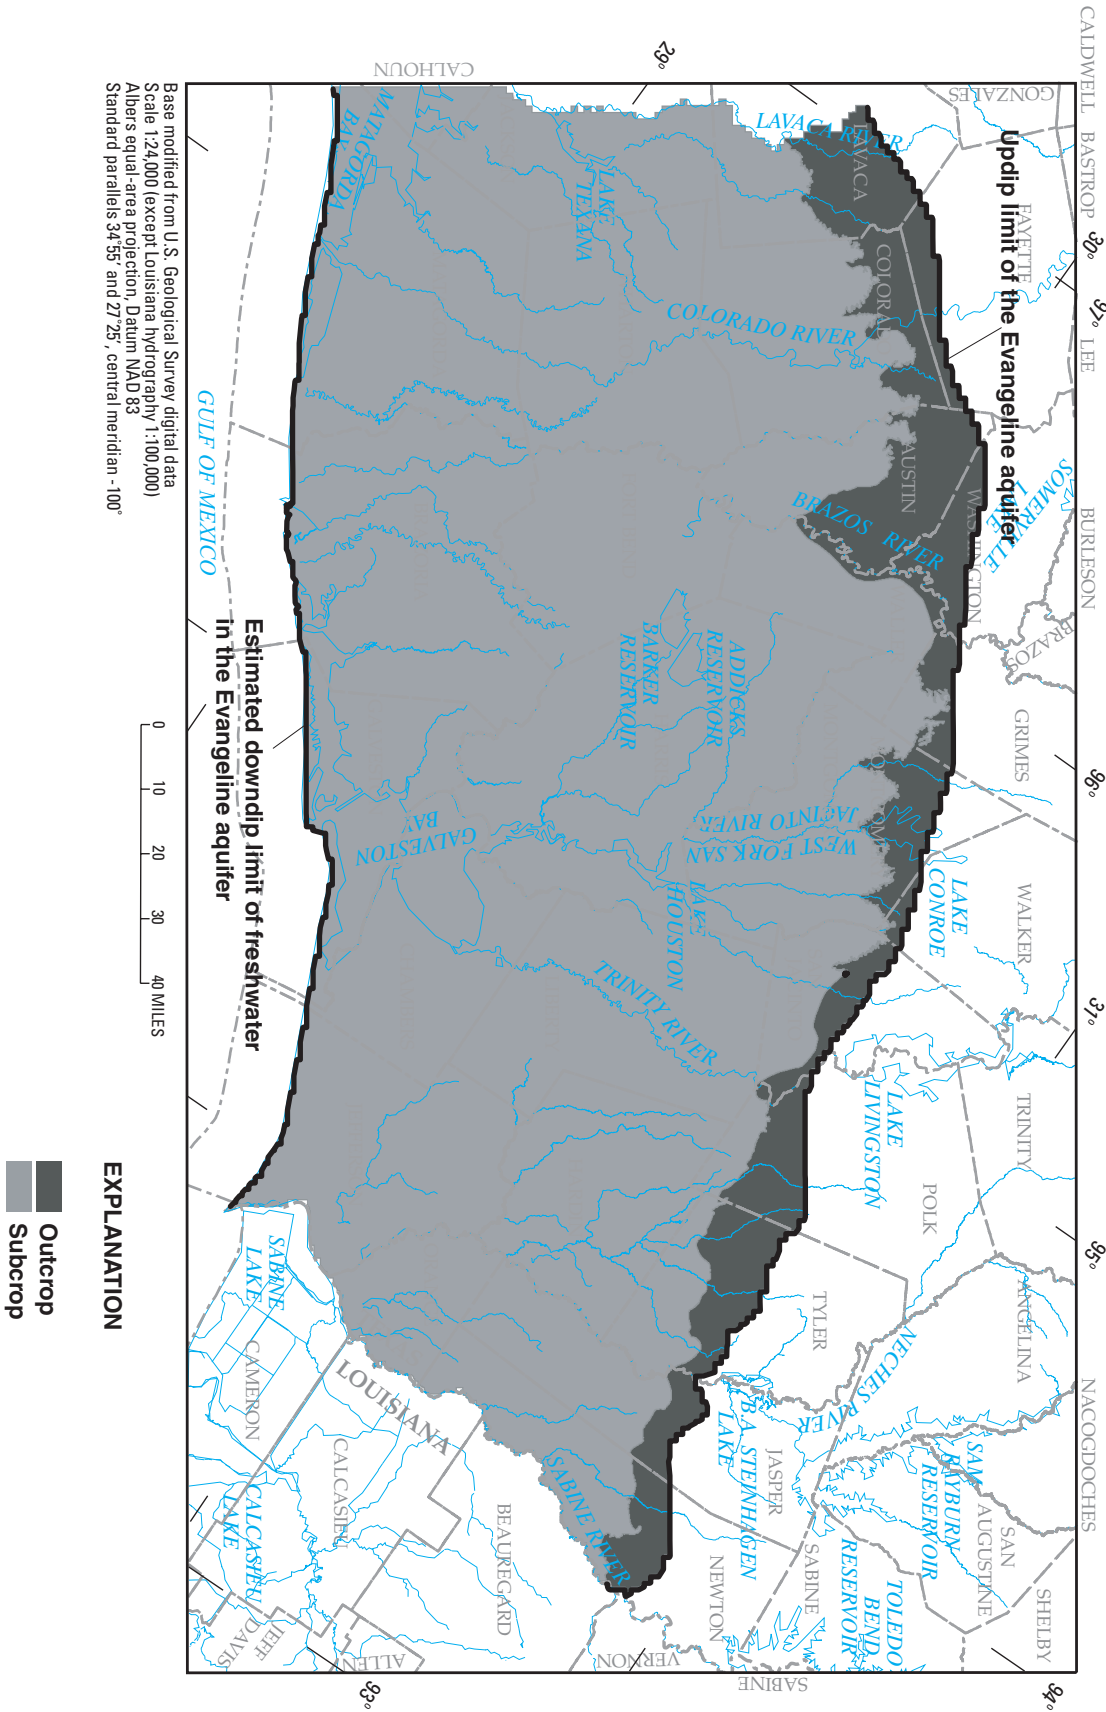 CALDWELL
BASTROP
LEE
BURLESON
BRAZOS
GRIMES
WALKER
TRINITY
POLK
ANGELINA
NACOGDOCHES
SAN
AUGUSTINE
SHELBY
GONZALES
FAYETTE
LAVACA
WASHINGTON
AUSTIN
TYLER
JASPER
SABINE
NEWTON
VERNON
SABINE
BEAUREGARD
ALLEN
JEFF
DAVIS
CALCASIEU
CAMERON
CALHOUN
LOUISIANA
29°
30°
97°
96°
31°
95°
94°
93°
Updip limit of the Evangeline aquifer
LAVACA RIVER
LAKE
TEXANA
MATAGORDA
BAY
COLORADO RIVER
BRAZOS RIVER
SOMERVILLE
LAKE
ADDICKS
RESERVOIR
BARKER
RESERVOIR
WEST FORK SAN
JACINTO RIVER
GALVESTON
BAY
LAKE
HOUSTON
LAKE
CONROE
TRINITY RIVER
LAKE
LIVINGSTON
NECHES RIVER
B.A. STEINHAGEN
LAKE
SAM
RAYBURN
RESERVOIR
TOLEDO
BEND
RESERVOIR
SABINE RIVER
SABINE
LAKE
CALCASIEU
LAKE
GULF OF MEXICO
Estimated downdip limit of freshwater
in the Evangeline aquifer
Base modified from U.S. Geological Survey digital data
Scale 1:24,000 (except Louisiana hydrography 1:100,000)
Albers equal-area projection, Datum NAD 83
Standard parallels 34°55' and 27°25', central meridian -100°
0 10 20 30 40 MILES
EXPLANATION
Outcrop
Subcrop